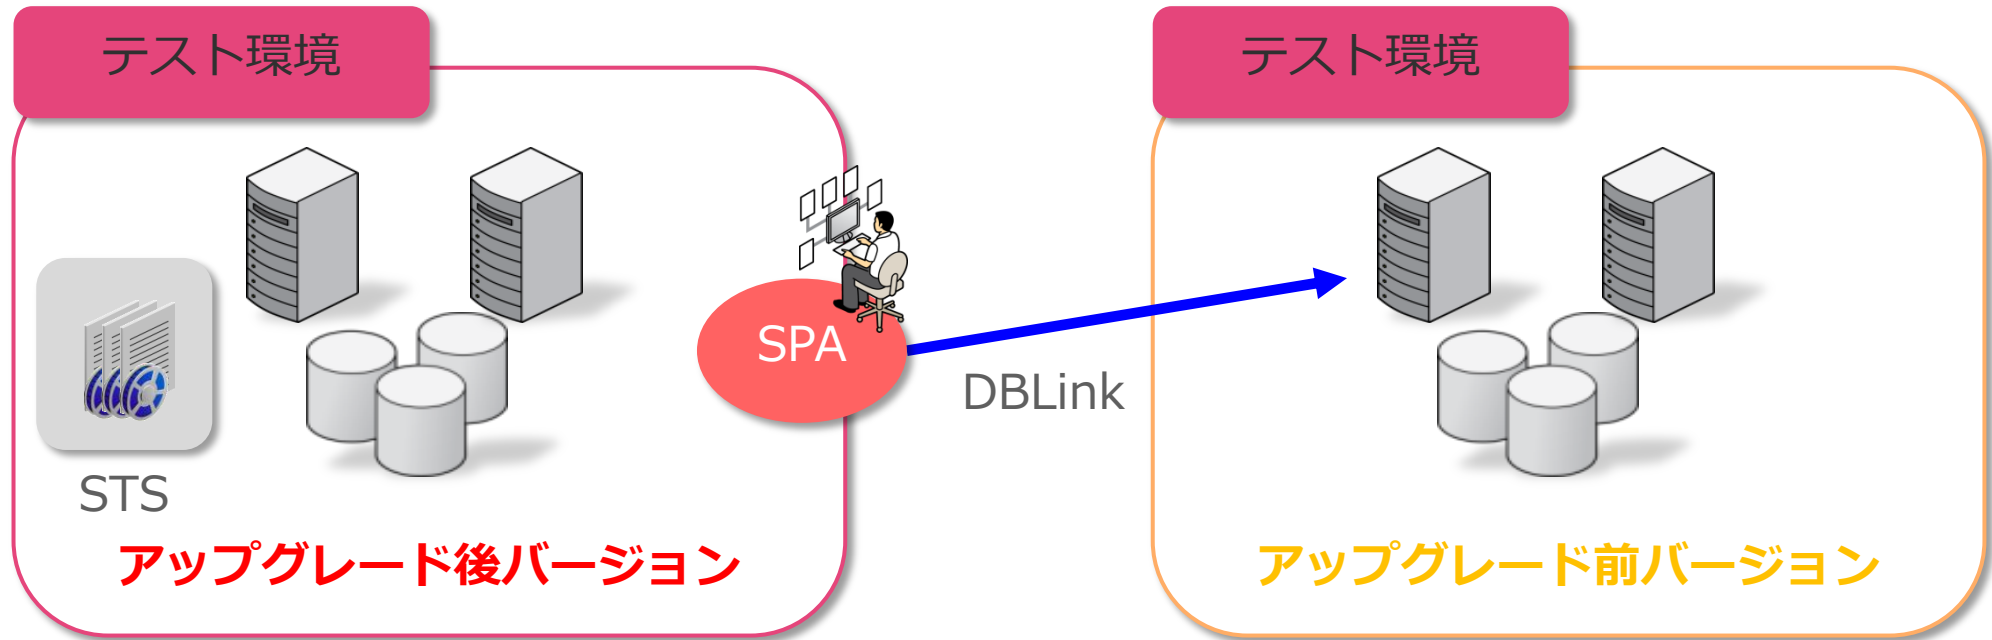 テスト環境
テスト環境
SPA
DBLink
STS
アップグレード後バージョン
アップグレード前バージョン